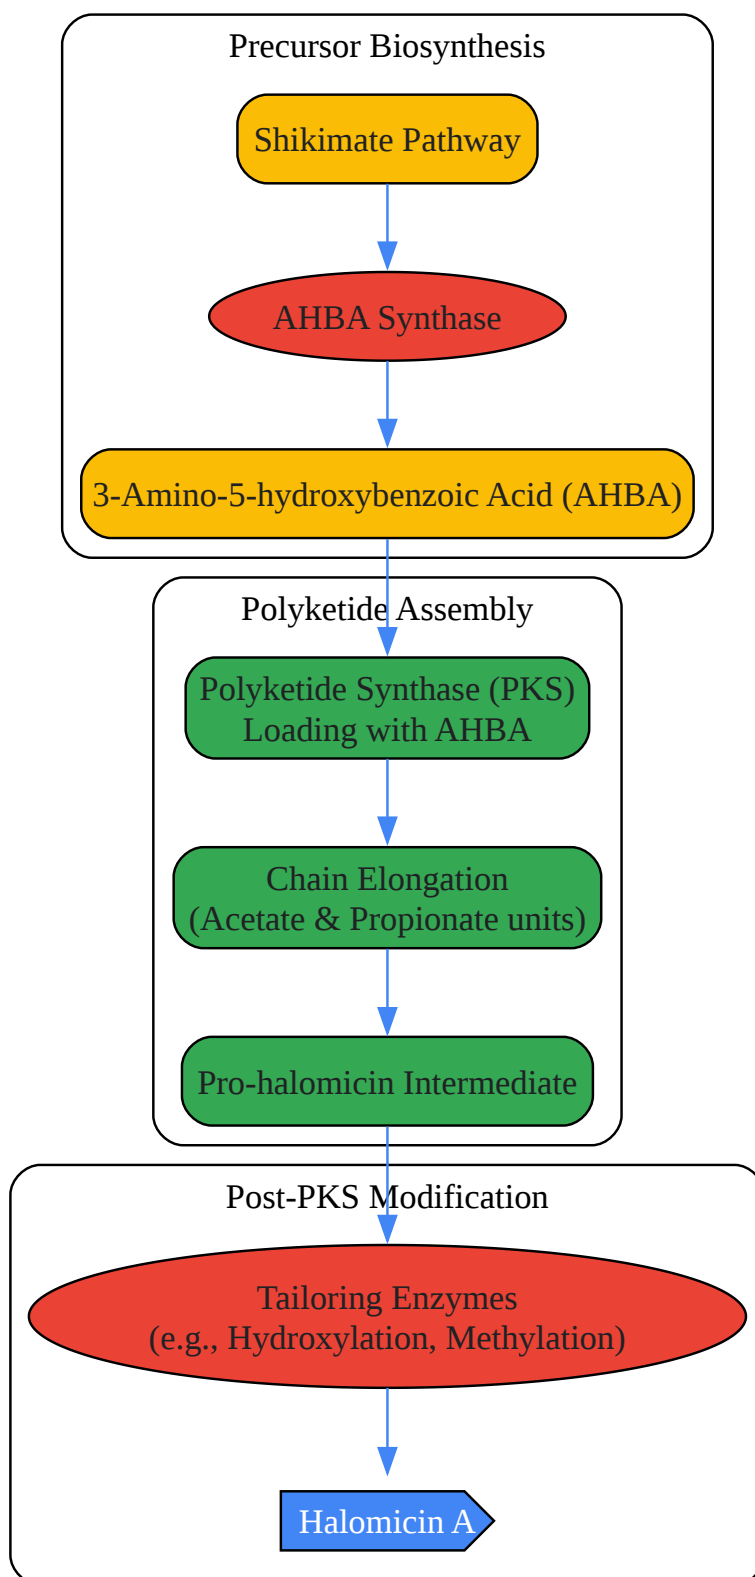 Precursor Biosynthesis
Shikimate Pathway
AHBA Synthase
3-Amino-5-hydroxybenzoic Acid (AHBA)
Polyketide Assembly
Polyketide Synthase (PKS)
Loading with AHBA
Chain Elongation
(Acetate & Propionate units)
Pro-halomicin Intermediate
Post-PKS Modification
Tailoring Enzymes
(e.g., Hydroxylation, Methylation)
Halomicin A